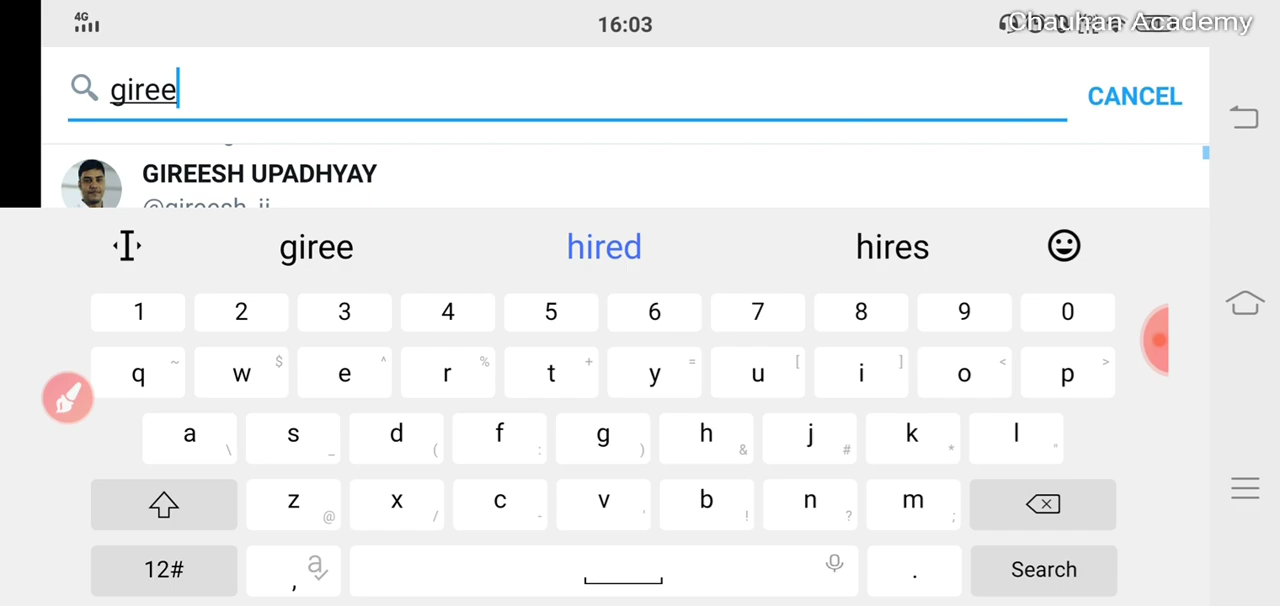 4G
16:03
Chauhan Academy
giree
CANCEL
GIREESH UPADHYAY
@gireesh_ji
giree hired hires
1 2 3 4 5 6 7 8 9 0
q ~ w $ e ^ r % t + y = u [ i ] o < p >
a \ s _ d ( f : g ) h & j # k * l "
z @ x / c - v ' b ! n ? m ;
12# , a . Search